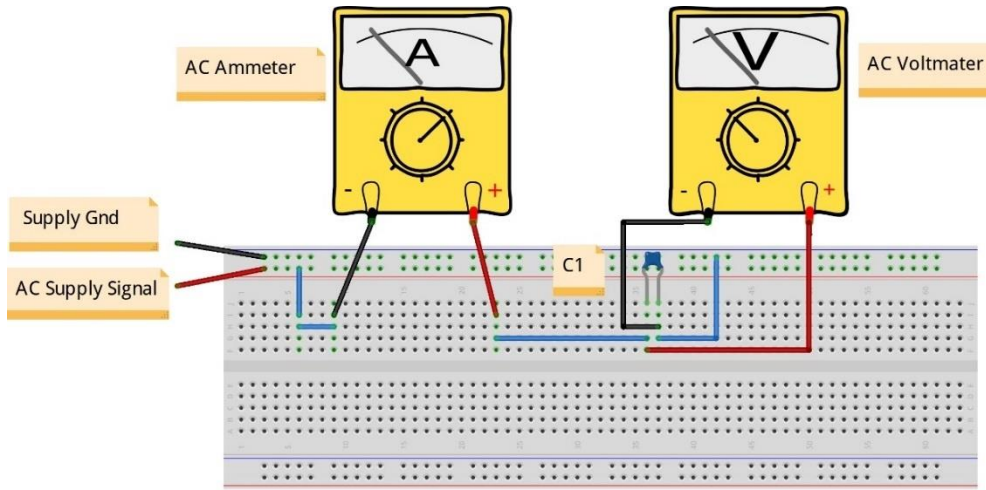 A
V
AC Ammeter
AC Voltmater
- +
- +
Supply Gnd
AC Supply Signal
C1